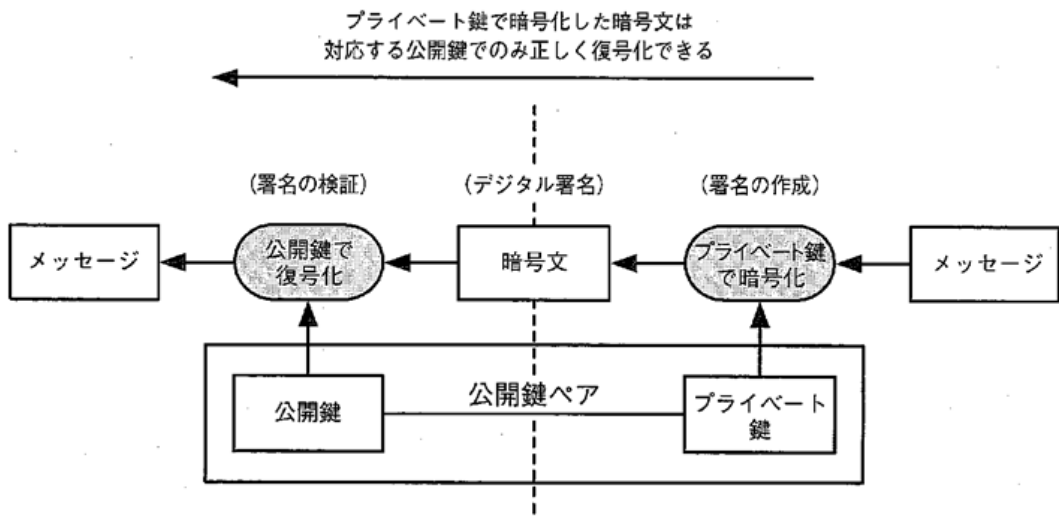 プライベート鍵で暗号化した暗号文は
対応する公開鍵でのみ正しく復号化できる
(署名の検証)
(デジタル署名)
(署名の作成)
メッセージ
公開鍵で
復号化
暗号文
プライベート鍵
で暗号化
メッセージ
公開鍵
公開鍵ペア
プライベート
鍵